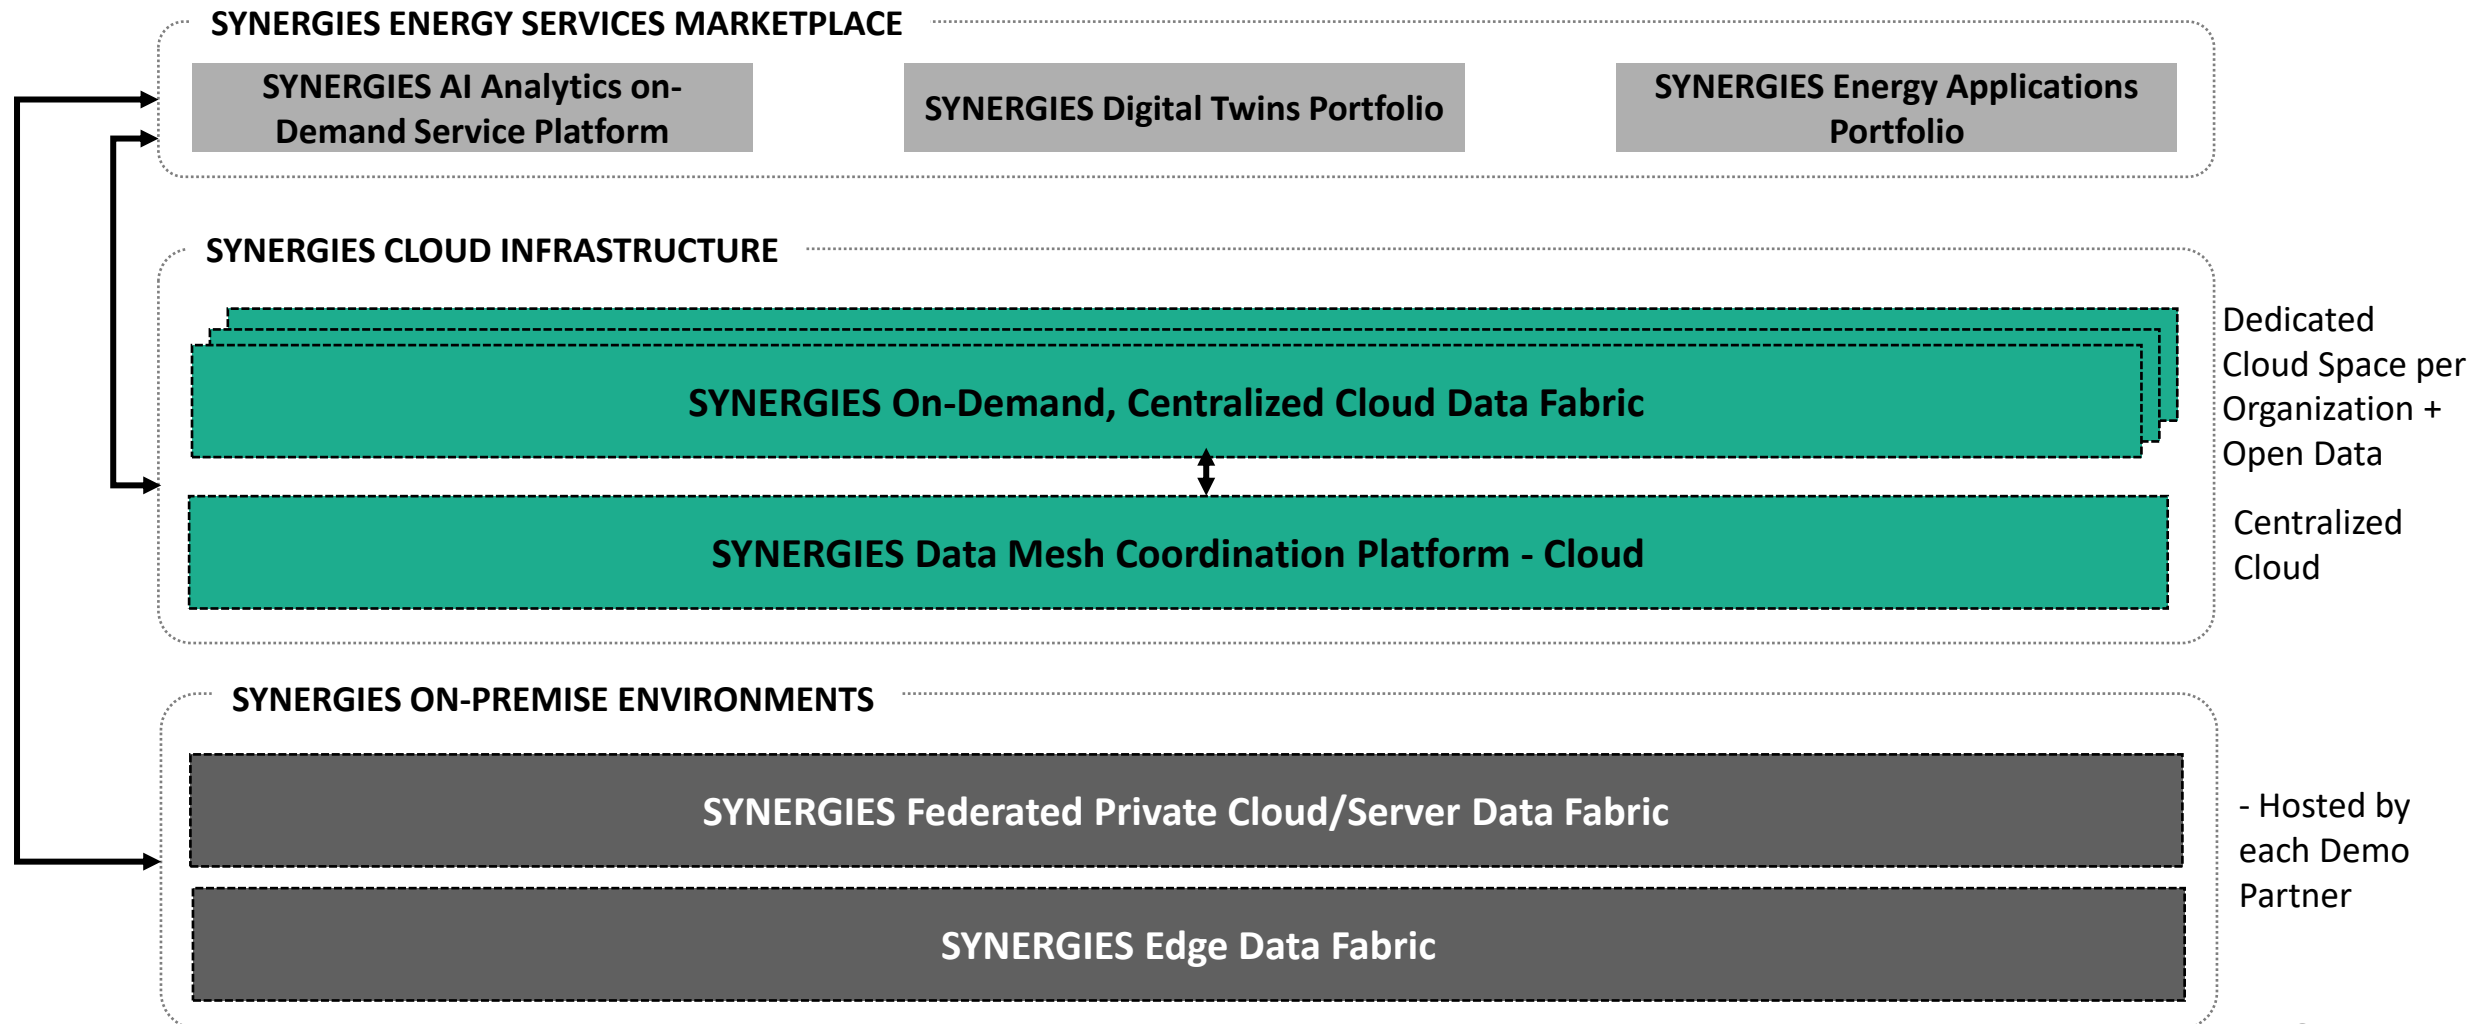 SYNERGIES ENERGY SERVICES MARKETPLACE
SYNERGIES AI Analytics on-
Demand Service Platform
SYNERGIES Digital Twins Portfolio
SYNERGIES Energy Applications
Portfolio
SYNERGIES CLOUD INFRASTRUCTURE
SYNERGIES On-Demand, Centralized Cloud Data Fabric
Dedicated
Cloud Space per
Organization +
Open Data
SYNERGIES Data Mesh Coordination Platform - Cloud
Centralized
Cloud
SYNERGIES ON-PREMISE ENVIRONMENTS
SYNERGIES Federated Private Cloud/Server Data Fabric
- Hosted by
each Demo
Partner
SYNERGIES Edge Data Fabric